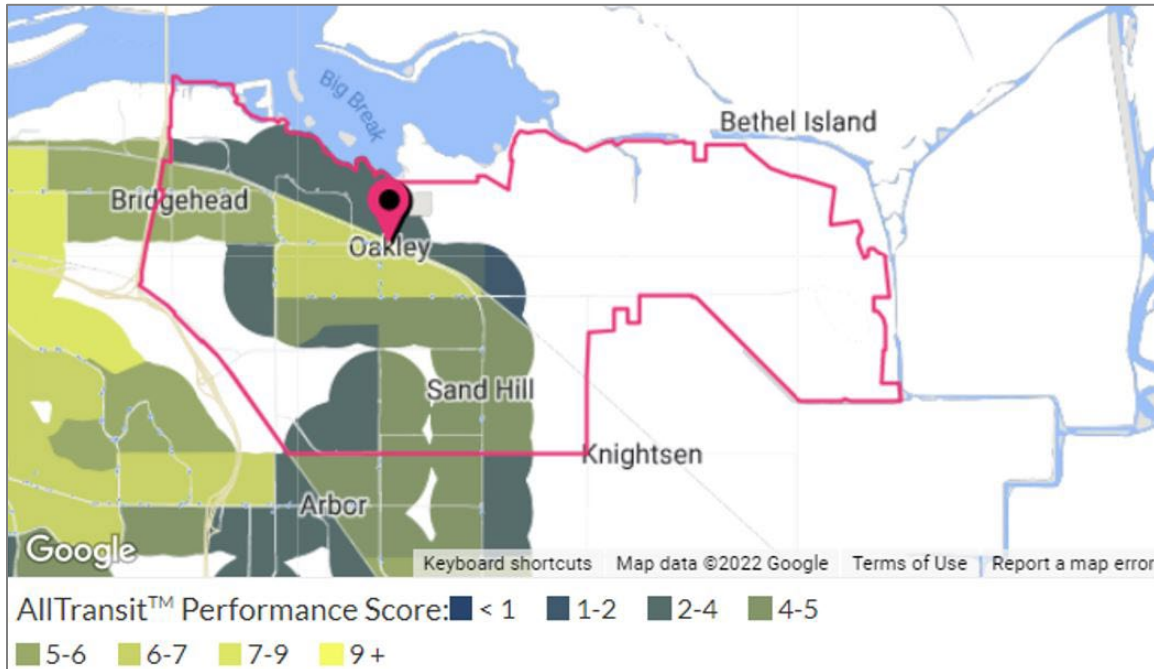 Big Break
Bethel Island
Bridgehead
Oakley
Sand Hill
Knightsen
Arbor
Google
Keyboard shortcuts Map data ©2022 Google Terms of Use Report a map error
AllTransit™ Performance Score: < 1 1-2 2-4 4-5
5-6 6-7 7-9 9 +